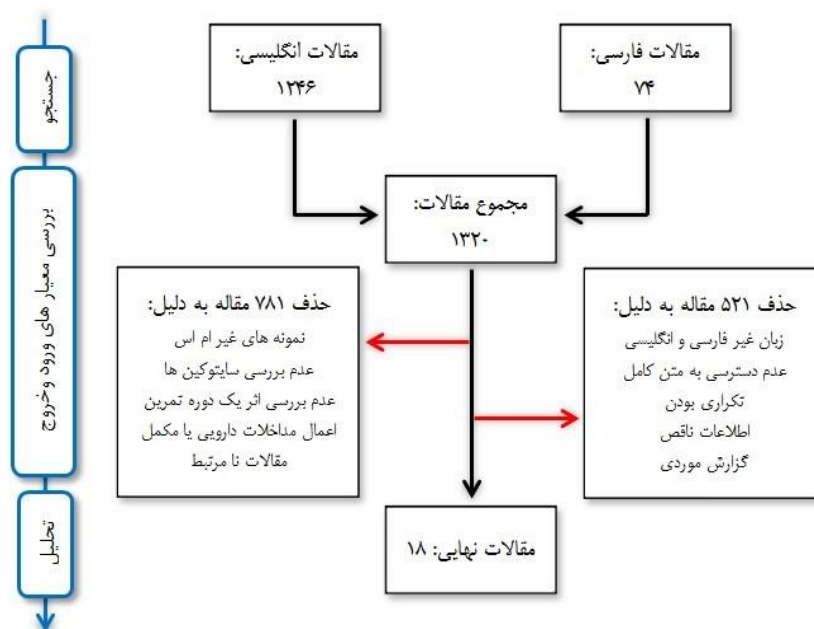 مقالات فارسی:
۷۴
مقالات انگلیسی:
۱۲۴۶
مجموع مقالات:
۱۳۲۰
حذف ۵۲۱ مقاله به دلیل:
زبان غیر فارسی و انگلیسی
عدم دسترسی به متن کامل
تکراری بودن
اطلاعات ناقص
گزارش موردی
حذف ۷۸۱ مقاله به دلیل:
نمونه های غیر ام اس
عدم بررسی سایتوکین ها
عدم بررسی اثر یک دوره تمرین
اعمال مداخلات دارویی یا مکمل
مقالات نا مرتبط
مقالات نهایی: ۱۸
جستجو
بررسی معیار های ورود وخروج
تحلیل